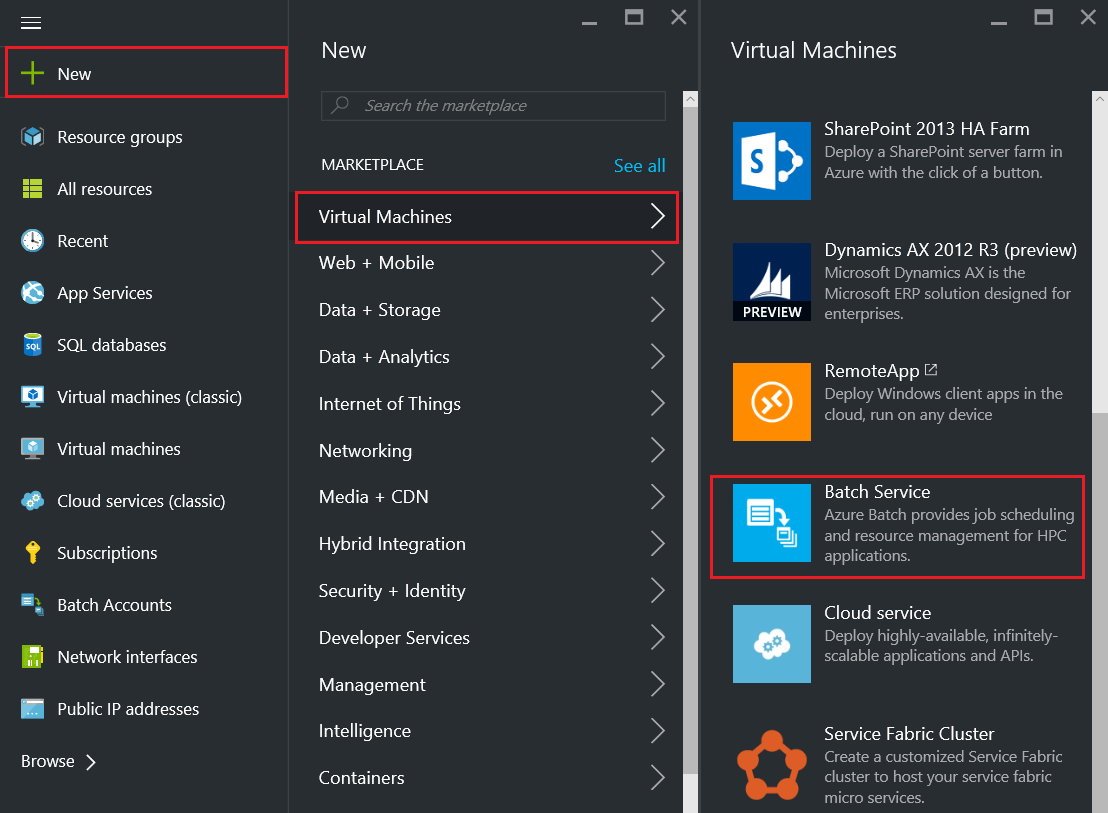 New
Resource groups
All resources
Recent
App Services
SQL
SQL databases
Virtual machines (classic)
Virtual machines
Cloud services (classic)
Subscriptions
Batch Accounts
Network interfaces
Public IP addresses
Browse
New
Search the marketplace
MARKETPLACE
See all
Virtual Machines
Web + Mobile
Data + Storage
Data + Analytics
Internet of Things
Networking
Media + CDN
Hybrid Integration
Security + Identity
Developer Services
Management
Intelligence
Containers
Virtual Machines
S
SharePoint 2013 HA Farm
Deploy a SharePoint server farm in
Azure with the click of a button.
PREVIEW
Dynamics AX 2012 R3 (preview)
Microsoft Dynamics AX is the
Microsoft ERP solution designed for
enterprises.
RemoteApp
Deploy Windows client apps in the
cloud, run on any device
Batch Service
Azure Batch provides job scheduling
and resource management for HPC
applications.
Cloud service
Deploy highly-available, infinitely-
scalable applications and APIs.
Service Fabric Cluster
Create a customized Service Fabric
cluster to host your service fabric
micro services.